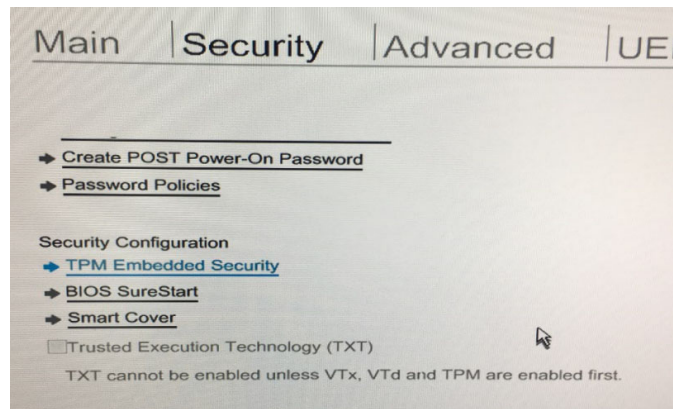 Main Security Advanced
Create POST Power-On Password
Password Policies
Security Configuration
TPM Embedded Security
BIOS SureStart
Smart Cover
Trusted Execution Technology (TXT)
TXT cannot be enabled unless VTx, VTd and TPM are enabled first.